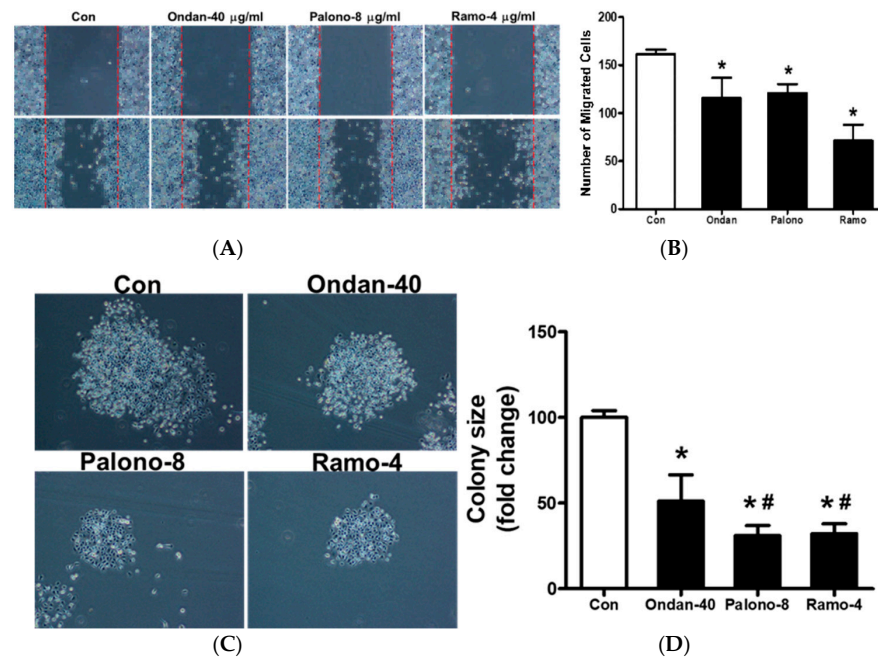 Con Ondan-40 μg/ml Palono-8 μg/ml Ramo-4 μg/ml
(A)
Number of Migrated Cells
200
150
100
50
0
* * *
Con Ondan Palono Ramo
(B)
Con Ondan-40
Palono-8 Ramo-4
(C)
Colony size
(fold change)
150
100
50
0
* *# *#
Con Ondan-40 Palono-8 Ramo-4
(D)